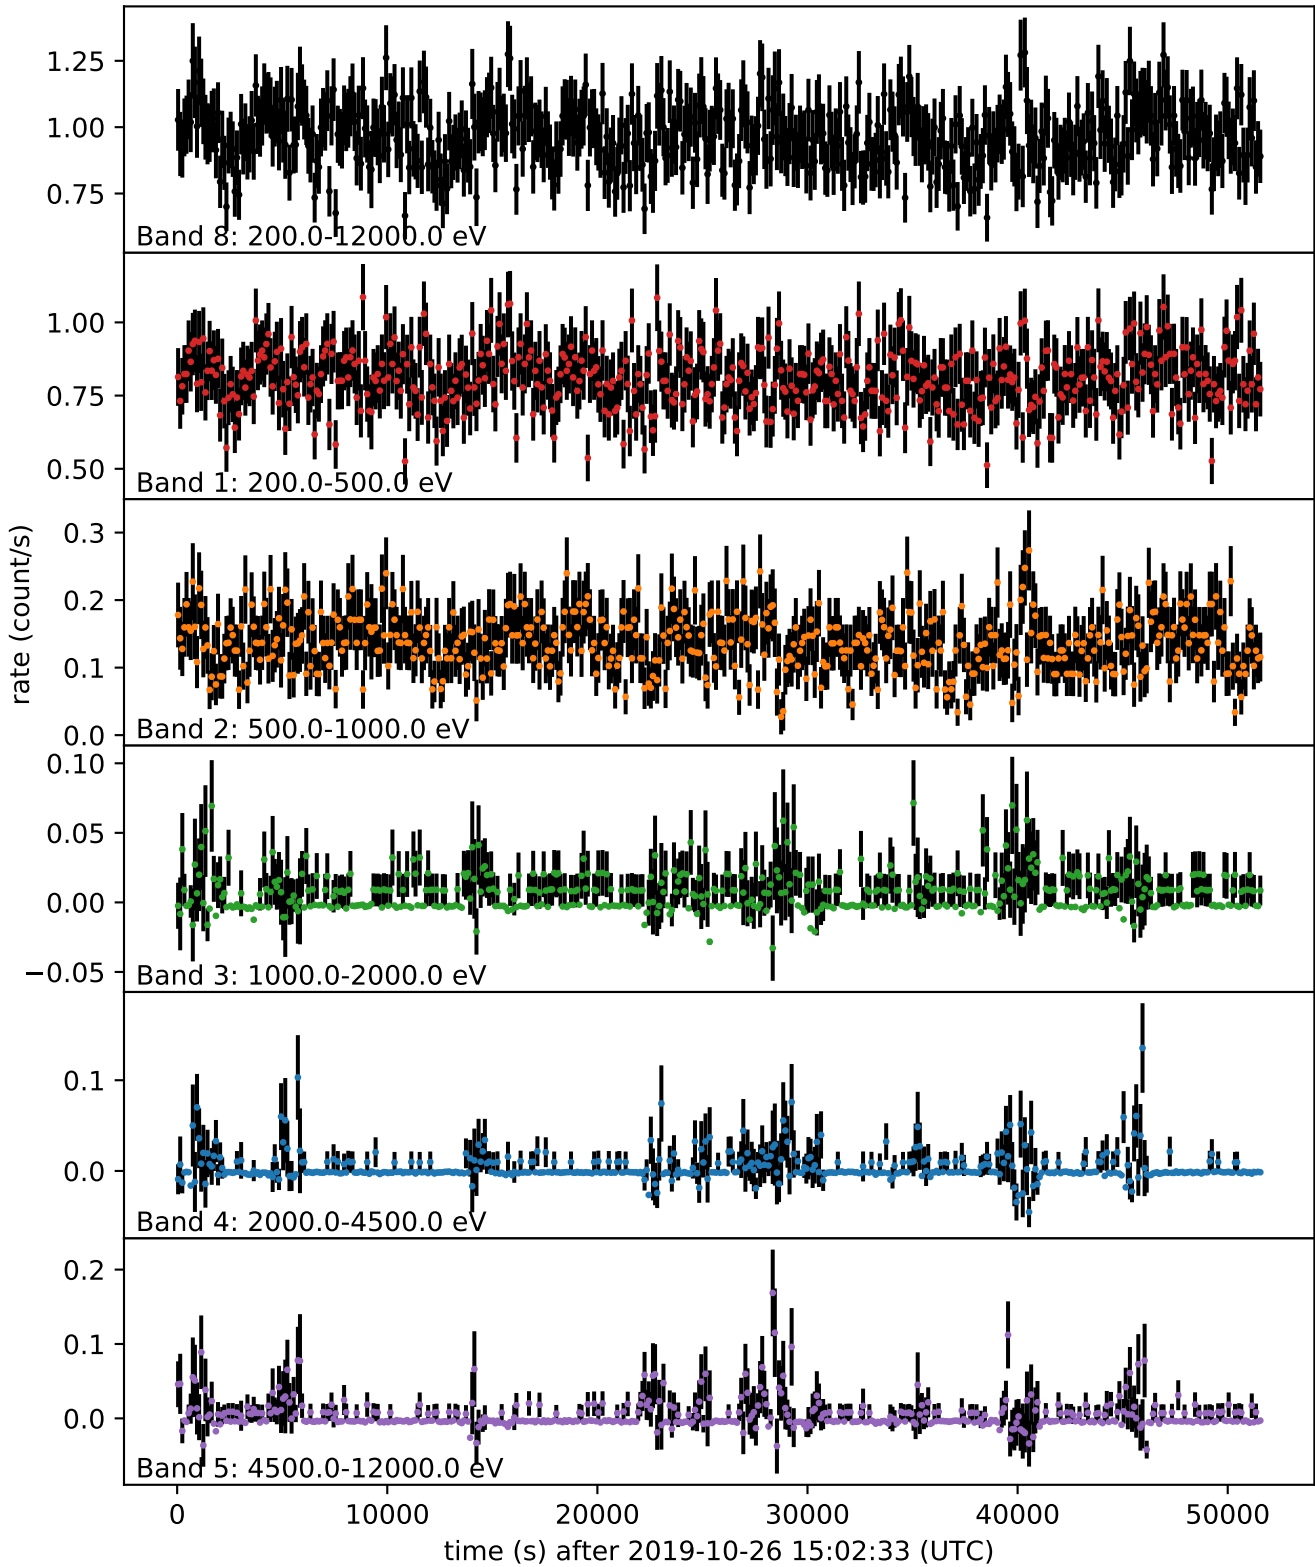 1.25
1.00
0.75
Band 8: 200.0-12000.0 eV
1.00
0.75
0.50
Band 1: 200.0-500.0 eV
rate (count/s)
0.3
0.2
0.1
0.0
Band 2: 500.0-1000.0 eV
0.10
0.05
0.00
−0.05
Band 3: 1000.0-2000.0 eV
0.1
0.0
Band 4: 2000.0-4500.0 eV
0.2
0.1
0.0
Band 5: 4500.0-12000.0 eV
0 10000 20000 30000 40000 50000
time (s) after 2019-10-26 15:02:33 (UTC)